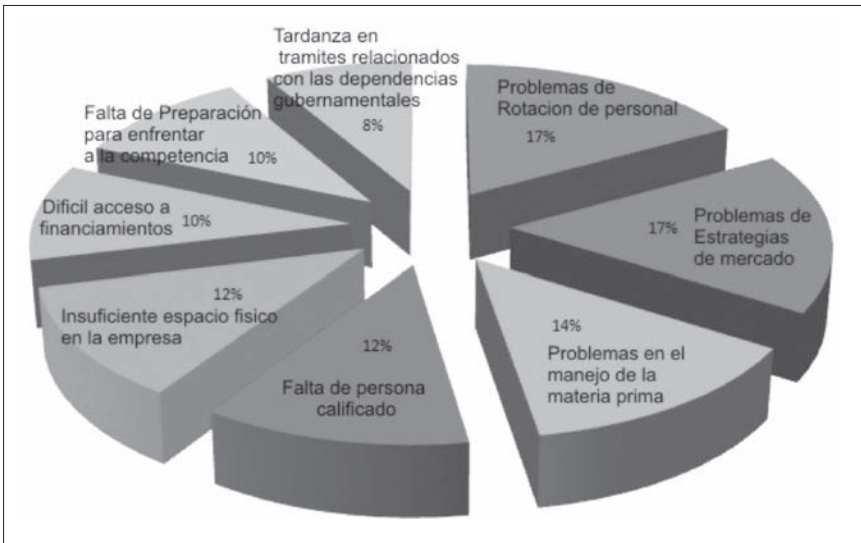 Tardanza en
tramites relacionados
con las dependencias
gubernamentales
8%
Problemas de
Rotacion de personal
17%
17%
Problemas de
Estrategias
de mercado
14%
Problemas en el
manejo de la
materia prima
12%
Falta de persona
calificado
12%
Insuficiente espacio fisico
en la empresa
Dificil acceso a
10%
financiamientos
Falta de Preparación
para enfrentar
a la competencia
10%